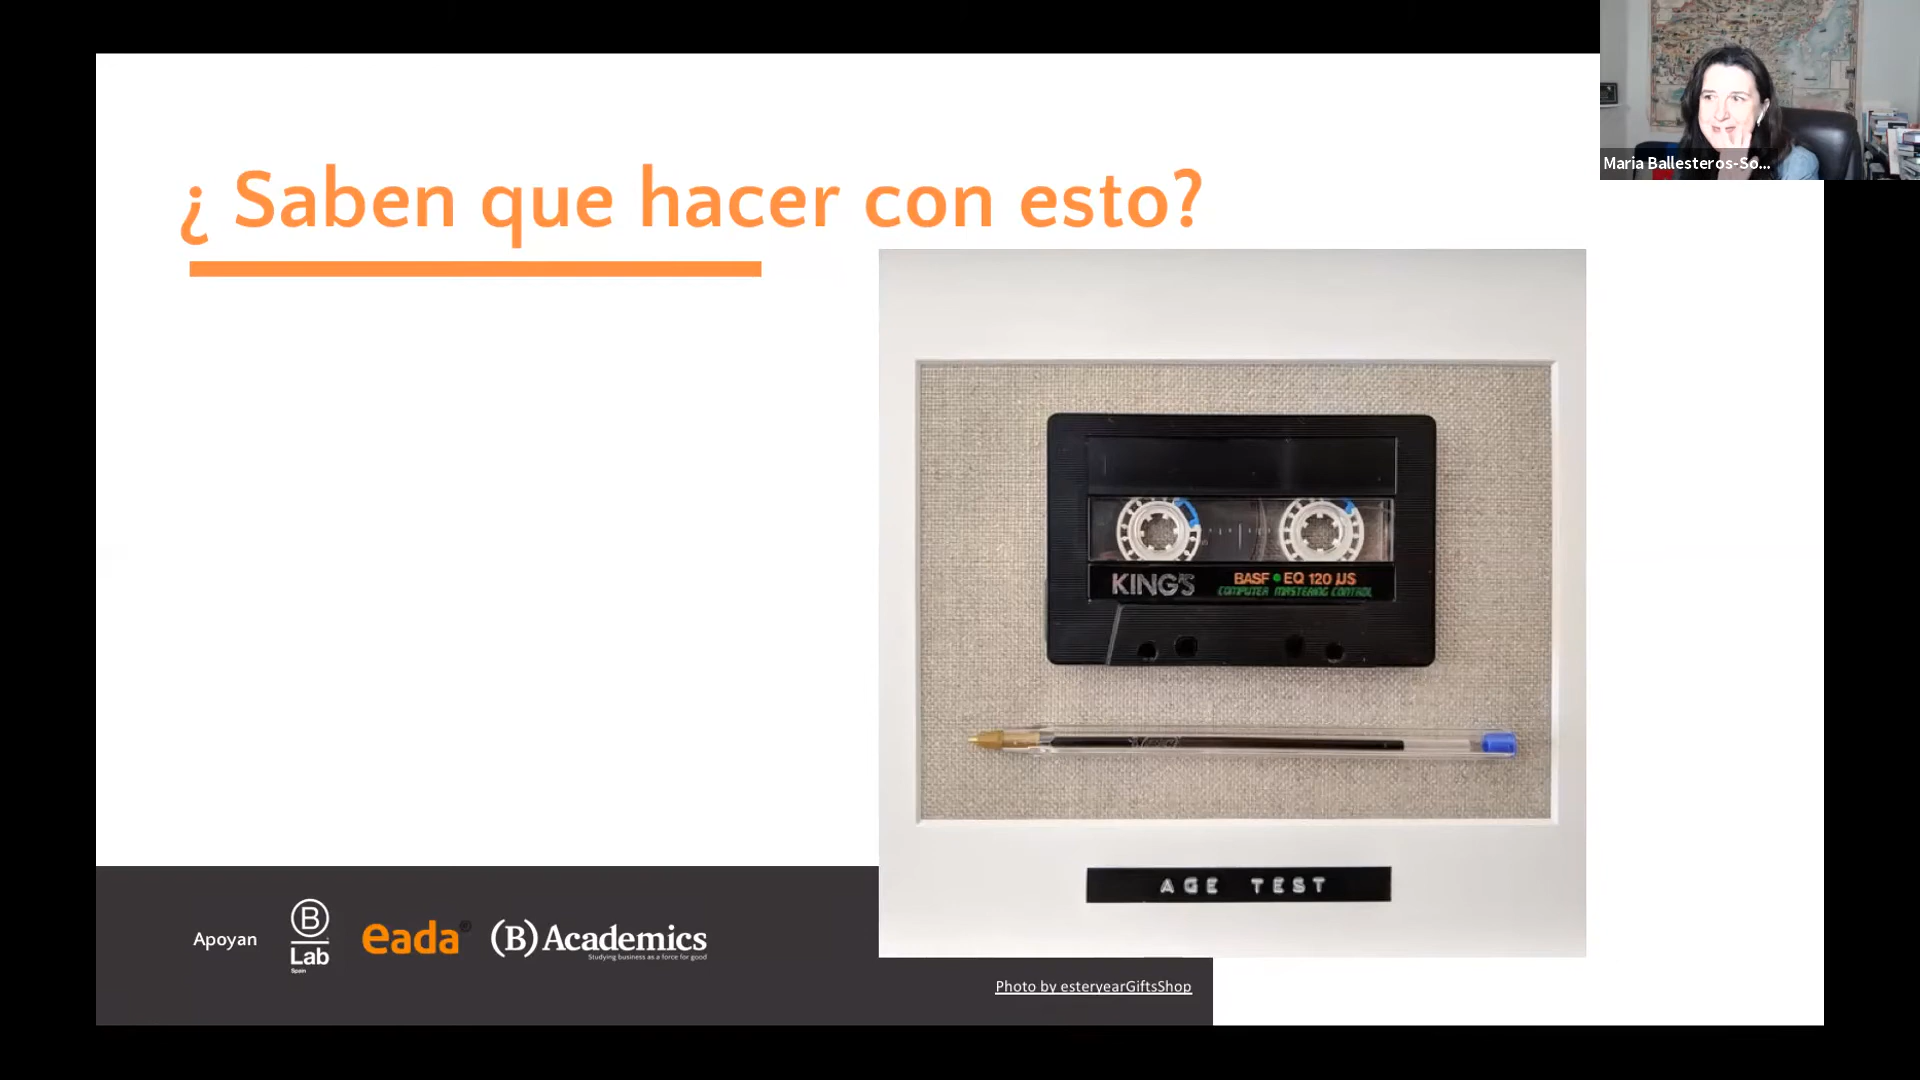 ¿ Saben que hacer con esto?
Maria Ballesteros-So...
KING'S
BASF • EQ 120 µS
COMPUTER MASTERING CONTROL
AGE TEST
Apoyan
B
Lab
Spain
eada®
(B) Academics
Studying business as a force for good
Photo by esteryearGiftsShop